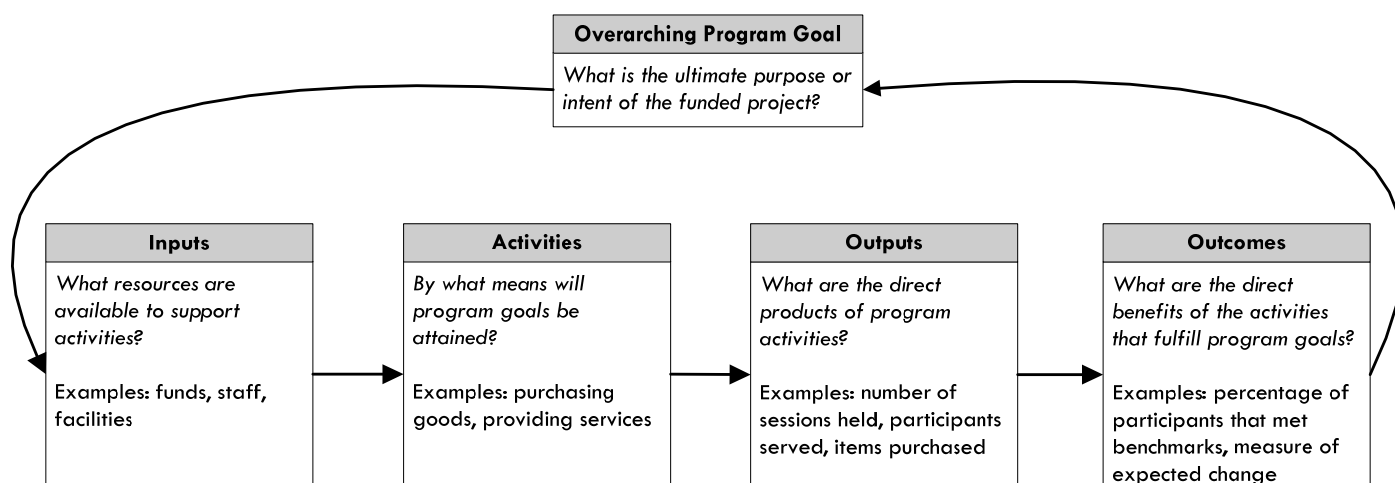 Overarching Program Goal
What is the ultimate purpose or
intent of the funded project?
Inputs
What resources are
available to support
activities?
Examples: funds, staff,
facilities
Activities
By what means will
program goals be
attained?
Examples: purchasing
goods, providing services
Outputs
What are the direct
products of program
activities?
Examples: number of
sessions held, participants
served, items purchased
Outcomes
What are the direct
benefits of the activities
that fulfill program goals?
Examples: percentage of
participants that met
benchmarks, measure of
expected change